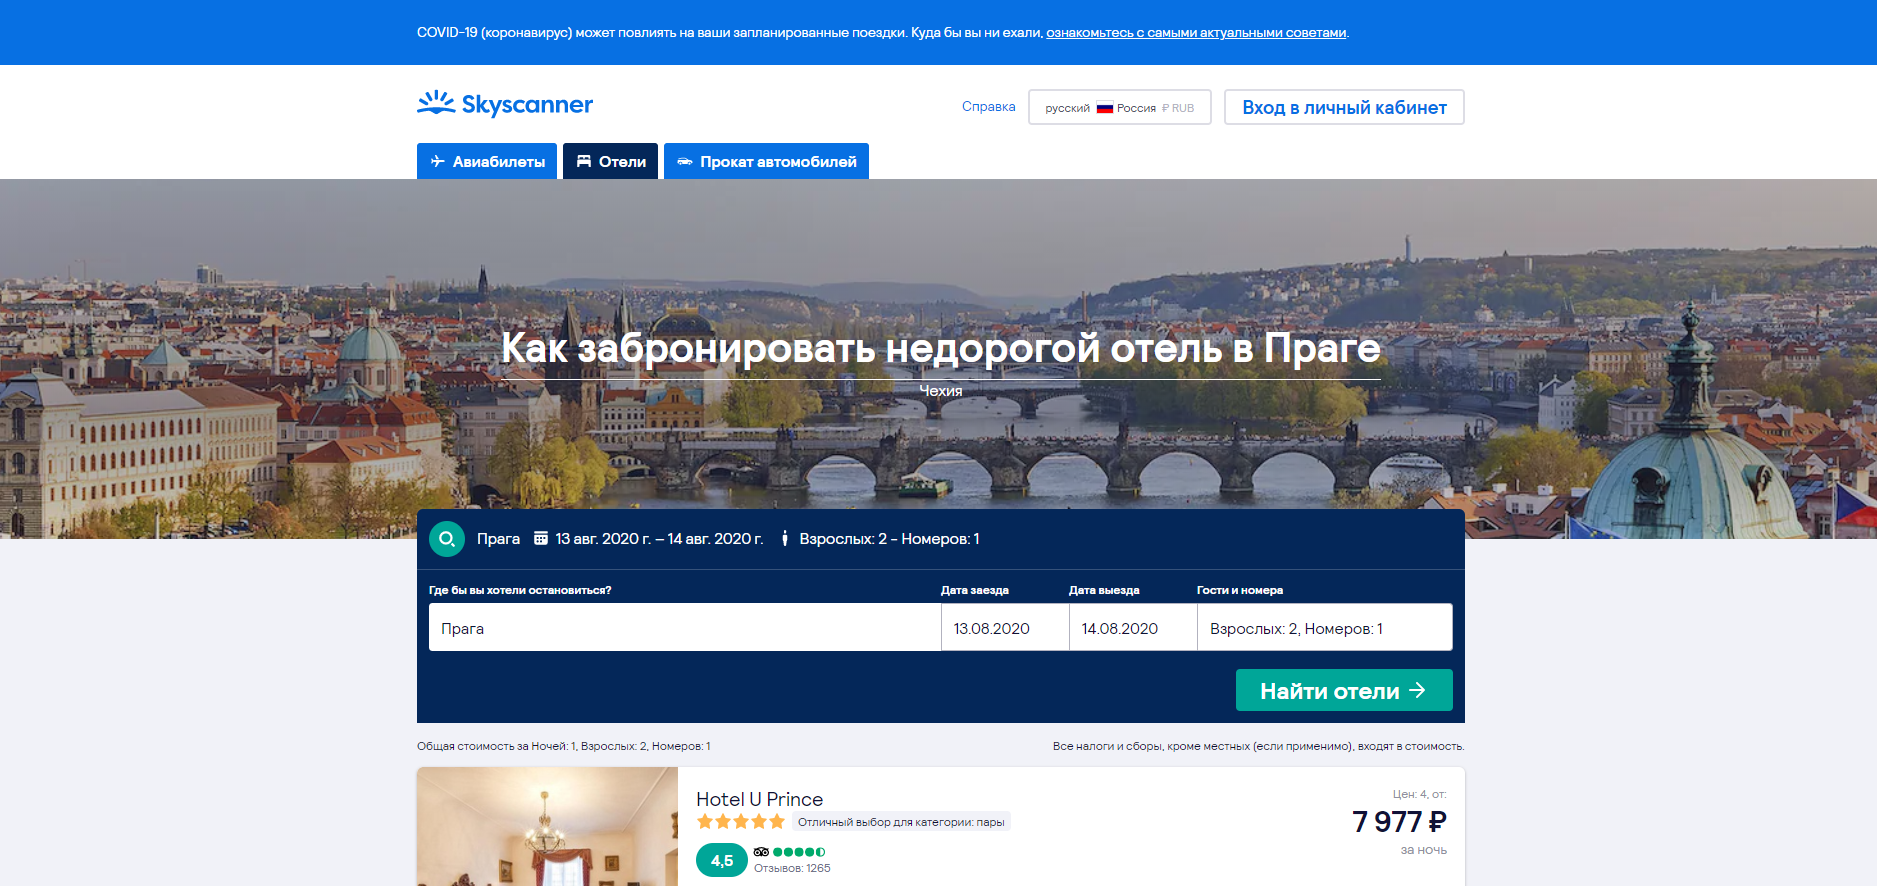 COVID-19 (коронавирус) может повлиять на ваши запланированные поездки. Куда бы вы ни ехали, ознакомьтесь с самыми актуальными советами.
Skyscanner
Справка
русский Россия ₽ RUB
Вход в личный кабинет
Авиабилеты
Отели
Прокат автомобилей
Как забронировать недорогой отель в Праге
Чехия
Прага 13 авг. 2020 г. – 14 авг. 2020 г. Взрослых: 2 - Номеров: 1
Где бы вы хотели остановиться? Дата заезда Дата выезда Гости и номера
Прага 13.08.2020 14.08.2020 Взрослых: 2, Номеров: 1
Найти отели
Общая стоимость за Ночей: 1, Взрослых: 2, Номеров: 1
Все налоги и сборы, кроме местных (если применимо), входят в стоимость.
Hotel U Prince
Отличный выбор для категории: пары
4,5
Отзывов: 1265
Цен: 4, от:
7 977 ₽
за ночь